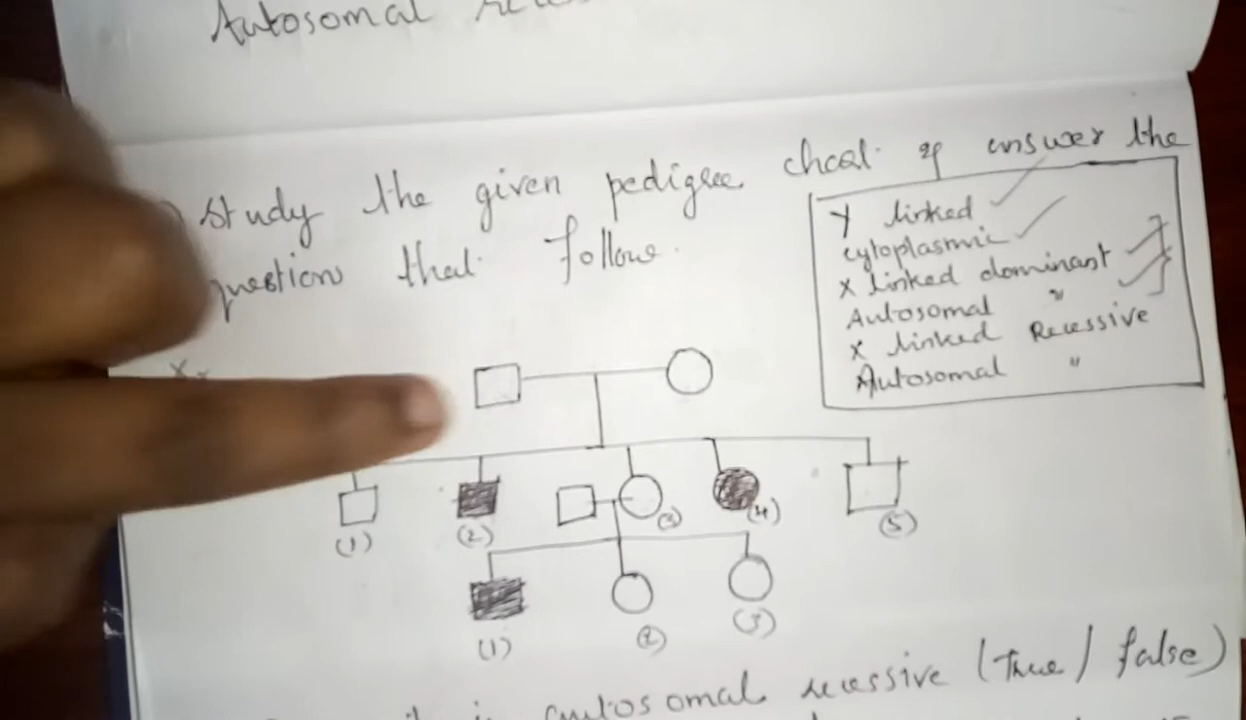 Autosomal
Study the given pedigree chart & answer the
question that follows.
Y linked
cytoplasmic
X linked dominant
Autosomal "
X linked Recessive
Autosomal "
(1)
(2)
(3)
(4)
(5)
(1)
(2)
(3)
autosomal recessive (True / false)